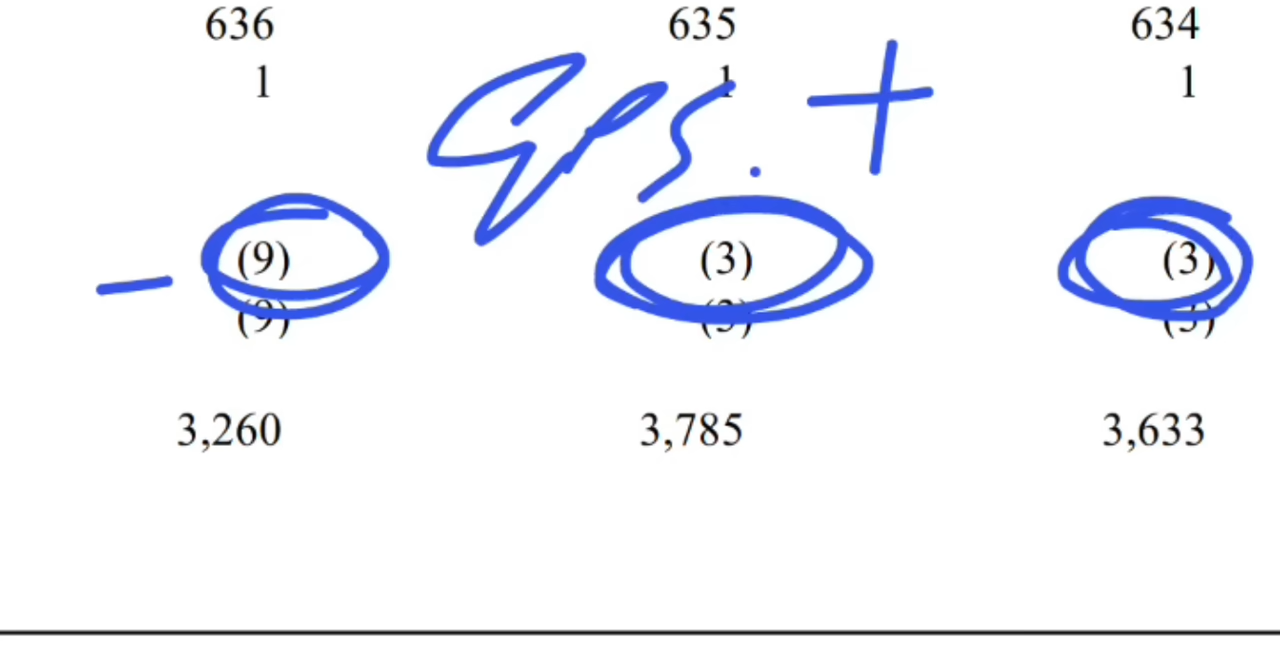 636 635 634
1 1 1
Eps. +
(9) (3) (3)
(9) (3) (3)
3,260 3,785 3,633